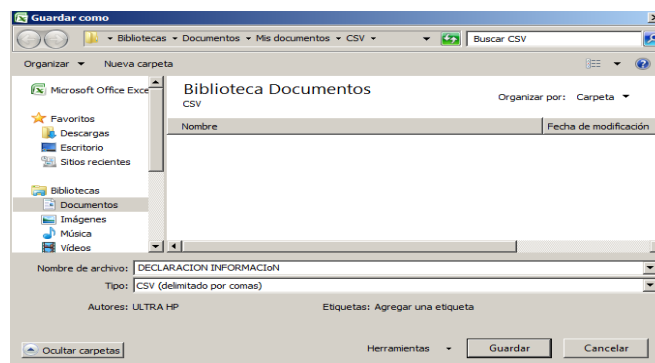 Guardar como
Bibliotecas Documentos Mis documentos CSV Buscar CSV
Organizar Nueva carpeta
Microsoft Office Exce
Biblioteca Documentos
CSV
Organizar por: Carpeta
Favoritos
Nombre Fecha de modificación
Descargas
Escritorio
Sitios recientes
Bibliotecas
Documentos
Imágenes
Música
Vídeos
Nombre de archivo: DECLARACION INFORMACIoN
Tipo: CSV (delimitado por comas)
Autores: ULTRA HP Etiquetas: Agregar una etiqueta
Ocultar carpetas Herramientas Guardar Cancelar